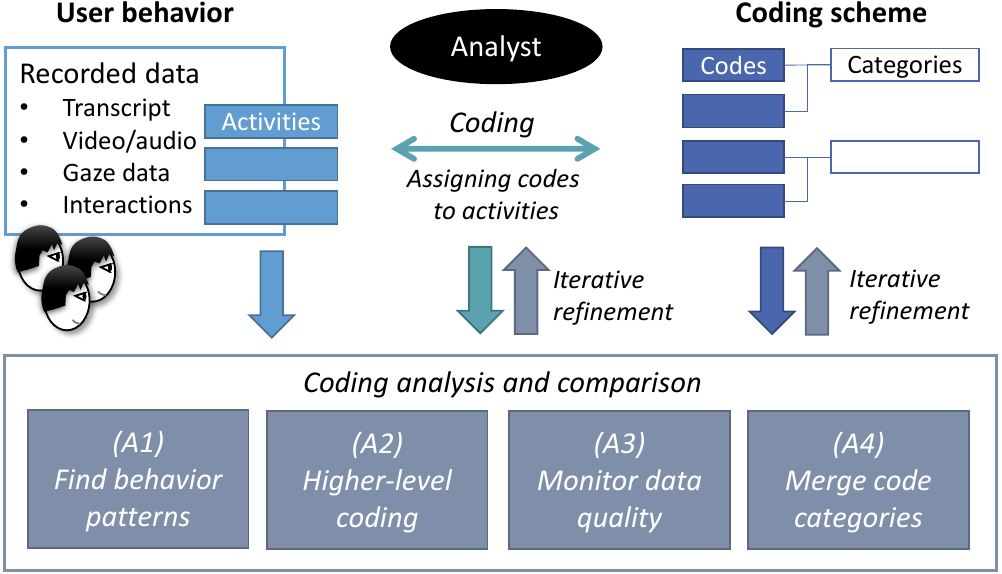 User behavior
Recorded data
• Transcript
• Video/audio
• Gaze data
• Interactions
Activities
Analyst
Coding
Assigning codes
to activities
Coding scheme
Codes
Categories
Iterative
refinement
Iterative
refinement
Coding analysis and comparison
(A1)
Find behavior
patterns
(A2)
Higher-level
coding
(A3)
Monitor data
quality
(A4)
Merge code
categories